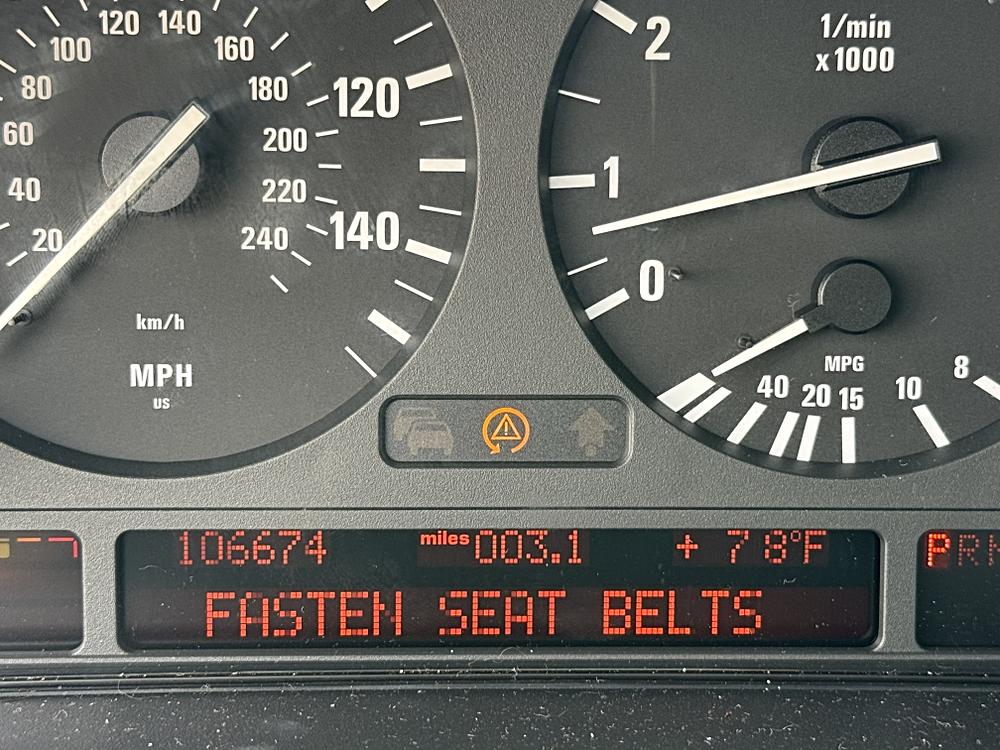 120 140
100 160
80 180
60 200
40 220
20 240
120
140
km/h
MPH
us
1/min
x1000
2
1
0
MPG
40 20 15 10 8
106674 miles 003.1 + 78°F
FASTEN SEAT BELTS
PR